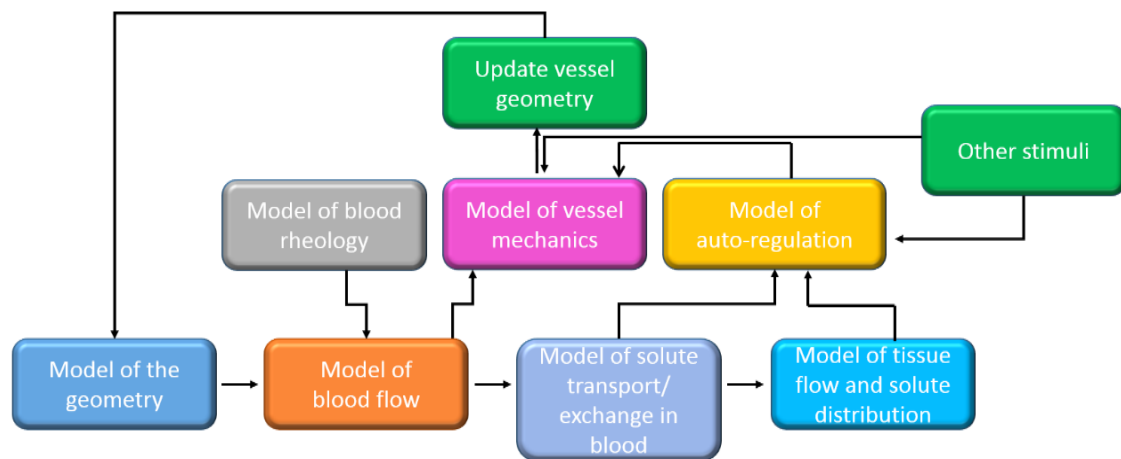 Update vessel
geometry
Other stimuli
Model of blood
rheology
Model of vessel
mechanics
Model of
auto-regulation
Model of the
geometry
Model of
blood flow
Model of solute
transport/
exchange in
blood
Model of tissue
flow and solute
distribution